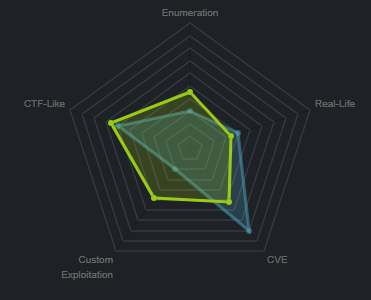 Enumeration
CTF-Like
Real-Life
Custom
Exploitation
CVE